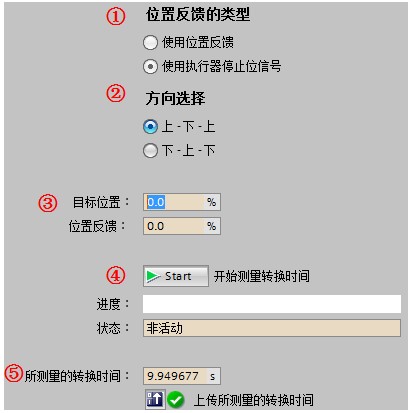 ① 位置反馈的类型
使用位置反馈
使用执行器停止位信号
② 方向选择
上-下-上
下-上-下
③ 目标位置： 0.0 %
位置反馈： 0.0 %
④ Start 开始测量转换时间
进度：
状态： 非活动
⑤ 所测量的转换时间： 9.949677 s
上传所测量的转换时间